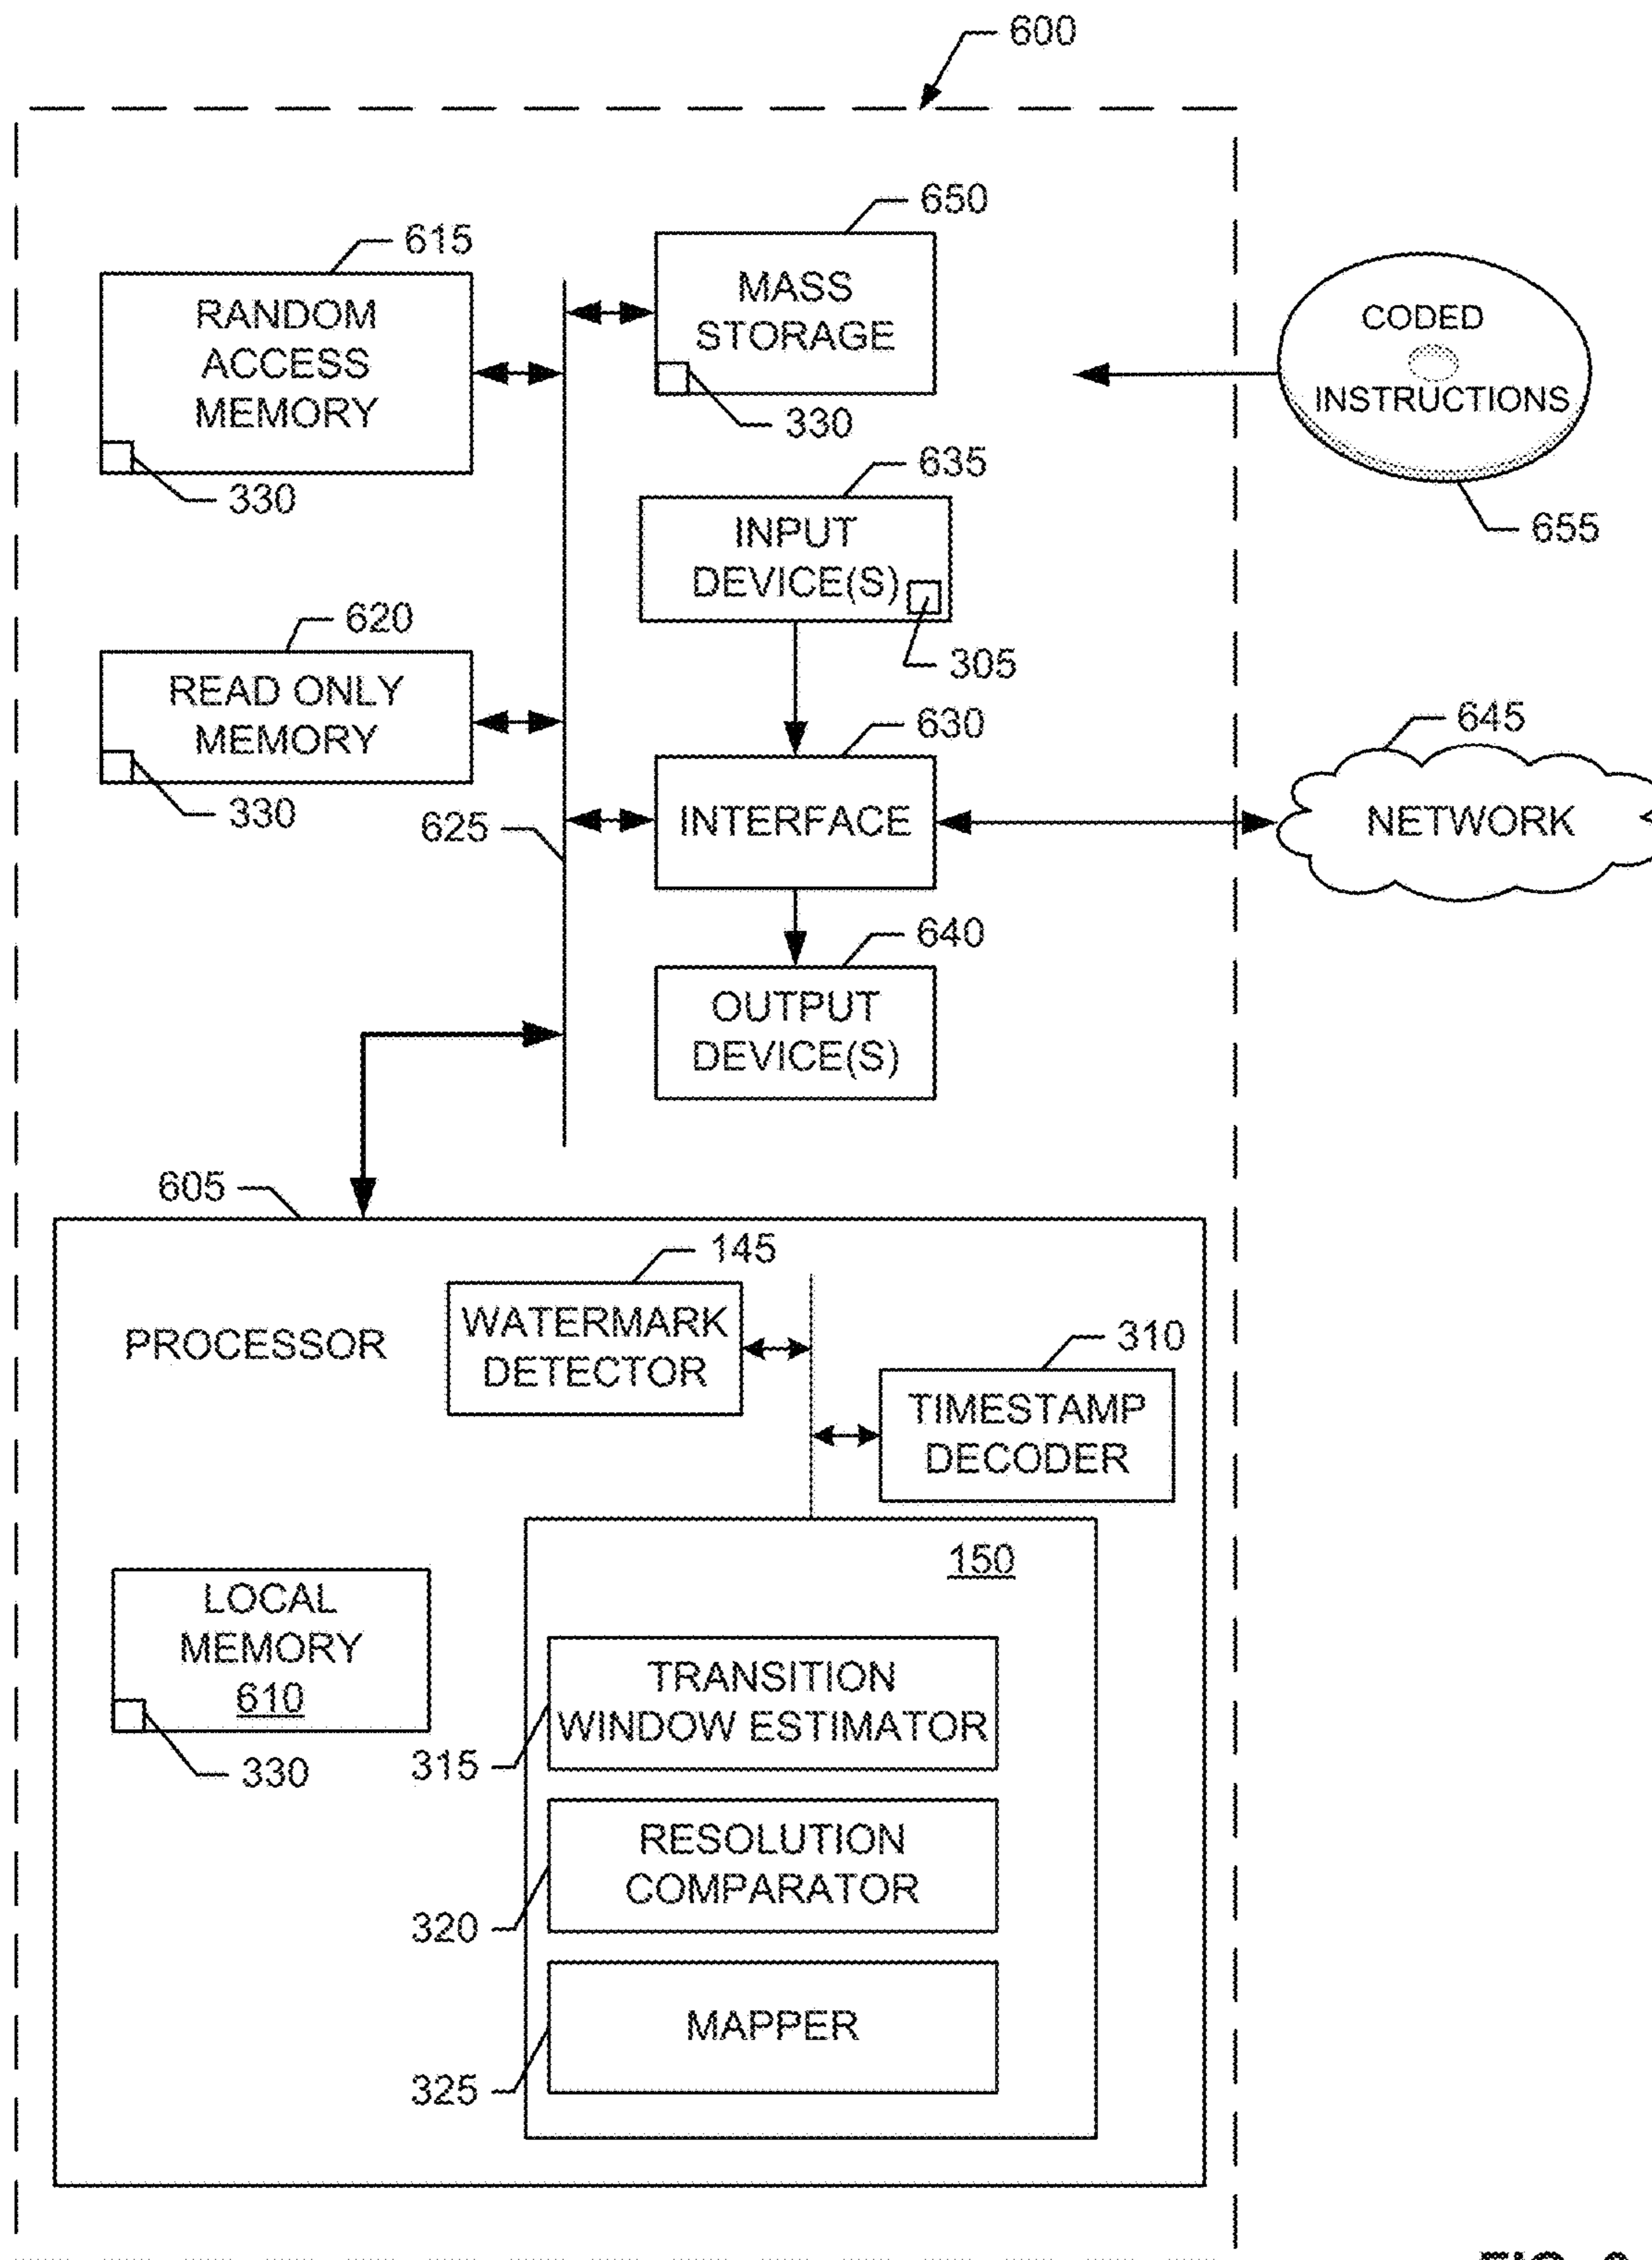 600
650
615
MASS
STORAGE
RANDOM
ACCESS
MEMORY
CODED
INSTRUCTIONS
330
635
330
655
INPUT
DEVICE(S)
620
305
READ ONLY
MEMORY
630
645
330
625
INTERFACE
NETWORK
640
OUTPUT
DEVICE(S)
605
145
PROCESSOR
WATERMARK
DETECTOR
310
TIMESTAMP
DECODER
150
LOCAL
MEMORY
610
330
TRANSITION
WINDOW ESTIMATOR
315
RESOLUTION
COMPARATOR
320
MAPPER
325